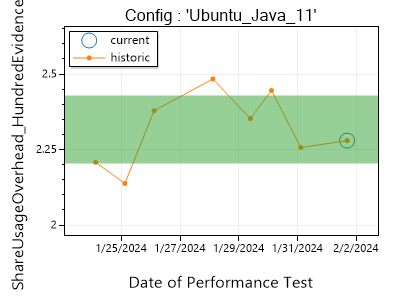 Config : 'Ubuntu_Java_11'
current
historic
ShareUsageOverhead_HundredEvidence
2.5
2.25
2
1/25/2024
1/27/2024
1/29/2024
1/31/2024
2/2/2024
Date of Performance Test